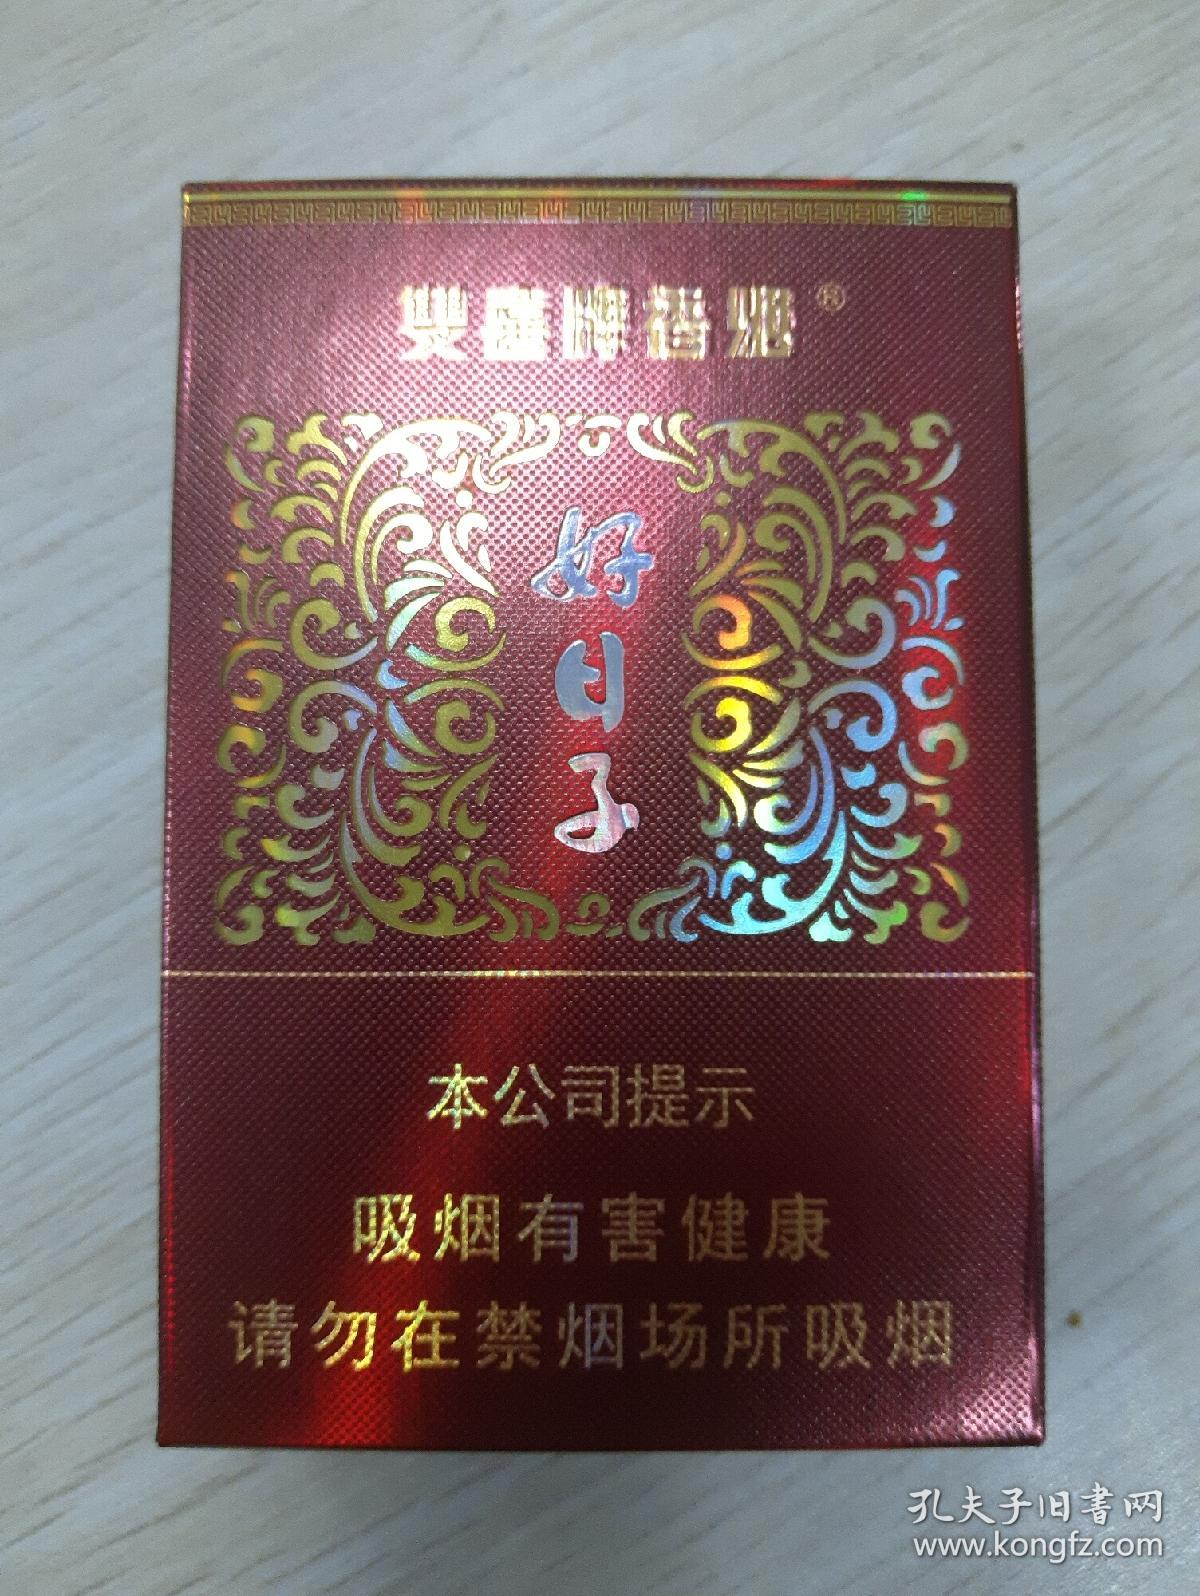 雙喜牌香烟®
好日子
本公司提示
吸烟有害健康
请勿在禁烟场所吸烟
孔夫子旧书网
www.kongfz.com